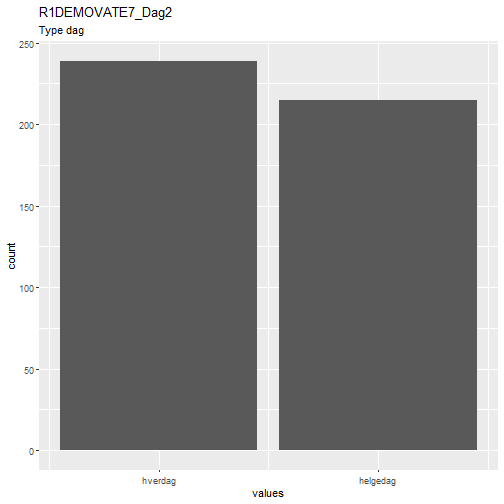 R1DEMOVATE7_Dag2
Type dag
250
200
150
100
50
0
count
hverdag
helgedag
values